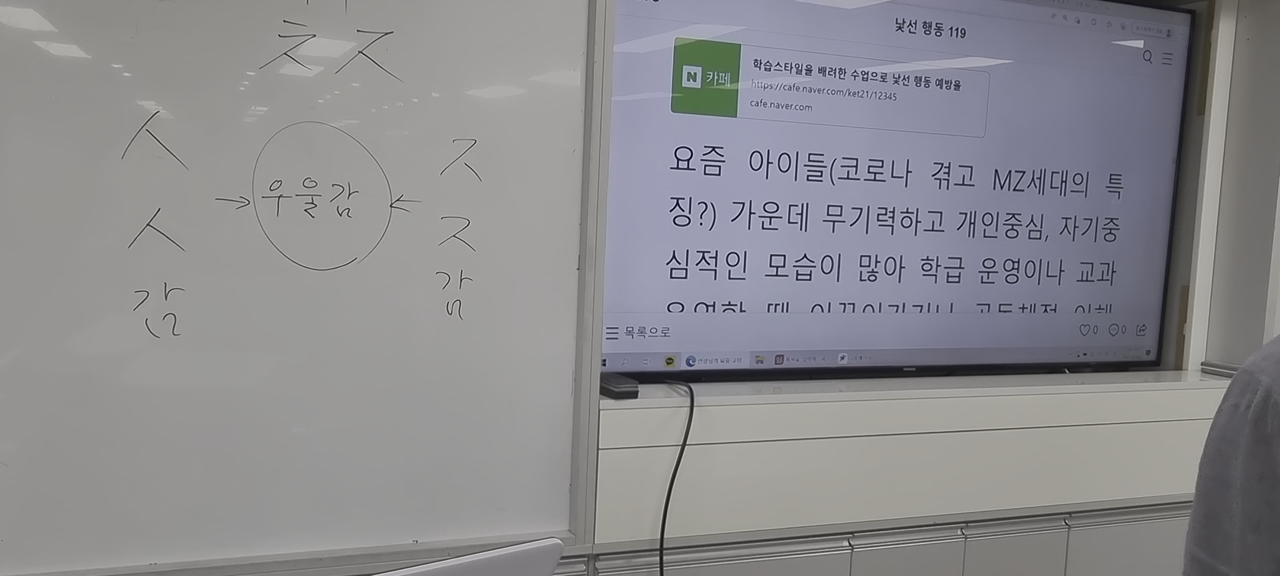 ㅊㅈ
ㅅ
ㅅ
감
우울감
ㅈ
ㅈ
감
낯선 행동 119
N 카페
학습스타일을 배려한 수업으로 낯선 행동 예방을
https://cafe.naver.com/ket21/12345
cafe.naver.com
요즘 아이들(코로나 겪고 MZ세대의 특
징?) 가운데 무기력하고 개인중심, 자기중
심적인 모습이 많아 학급 운영이나 교과
목록으로
0 0